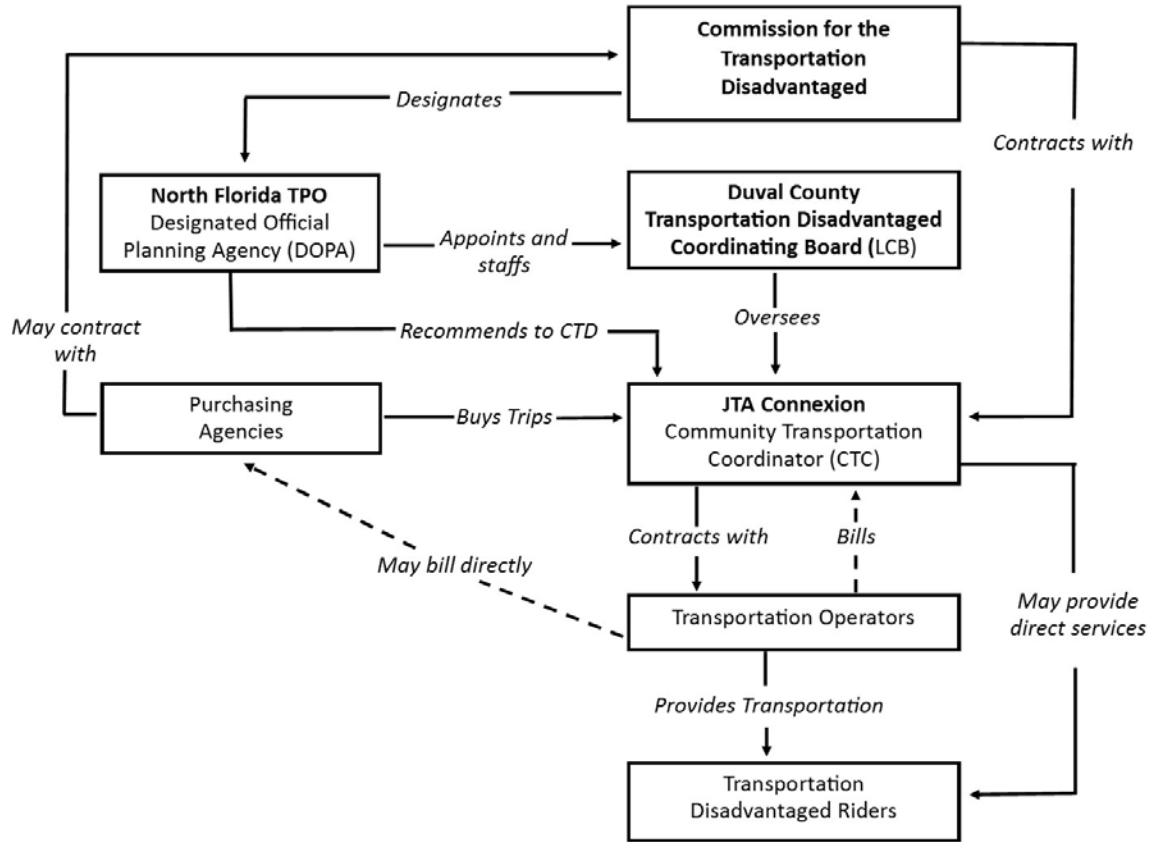 Commission for the
Transportation
Disadvantaged
Designates
Contracts with
North Florida TPO
Designated Official
Planning Agency (DOPA)
Appoints and
staffs
Duval County
Transportation Disadvantaged
Coordinating Board (LCB)
May contract
with
Recommends to CTD
Oversees
Purchasing
Agencies
Buys Trips
JTA Connexion
Community Transportation
Coordinator (CTC)
May bill directly
Contracts with
Bills
Transportation Operators
May provide
direct services
Provides Transportation
Transportation
Disadvantaged Riders